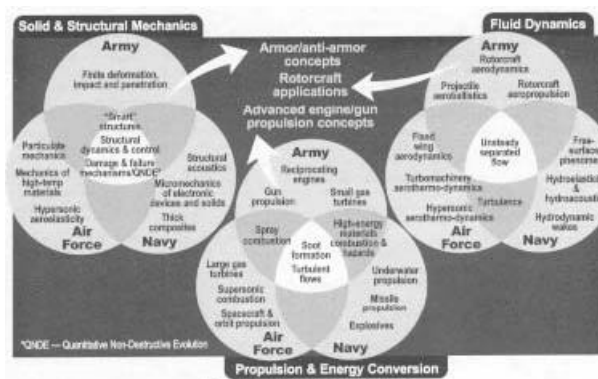 Solid & Structural Mechanics
Army
Finite deformation,
impact and penetration
"Smart"
structures
Structural
dynamics & control
Damage & failure
mechanisms/QNDE*
Particulate
mechanics
Mechanics of
high-temp
materials
Hypersonic
aeroelasticity
Air
Force
Structural
acoustics
Micromechanics
of electronic
devices and solids
Thick
composites
Navy
*QNDE — Quantitative Non-Destructive Evolution
Armor/anti-armor
concepts
Rotorcraft
applications
Advanced engine/gun
propulsion concepts
Army
Reciprocating
engines
Gun
propulsion
Small gas
turbines
Spray
combustion
High-energy
materials
combustion &
hazards
Soot
formation
Turbulent
flows
Large gas
turbines
Supersonic
combustion
Spacecraft &
orbit propulsion
Air
Force
Underwater
propulsion
Missile
propulsion
Explosives
Navy
Propulsion & Energy Conversion
Fluid Dynamics
Army
Rotorcraft
aerodynamics
Projectile
aeroballistics
Rotorcraft
aeropropulsion
Fixed
wing
aerodynamics
Unsteady
separated
flow
Free-
surface
phenomena
Turbomachinery
aerothermo-dynamics
Hypersonic
aerothermo-dynamics
Turbulence
Hydroelasticity
& hydroacoustics
Hydrodynamic
wakes
Air
Force
Navy